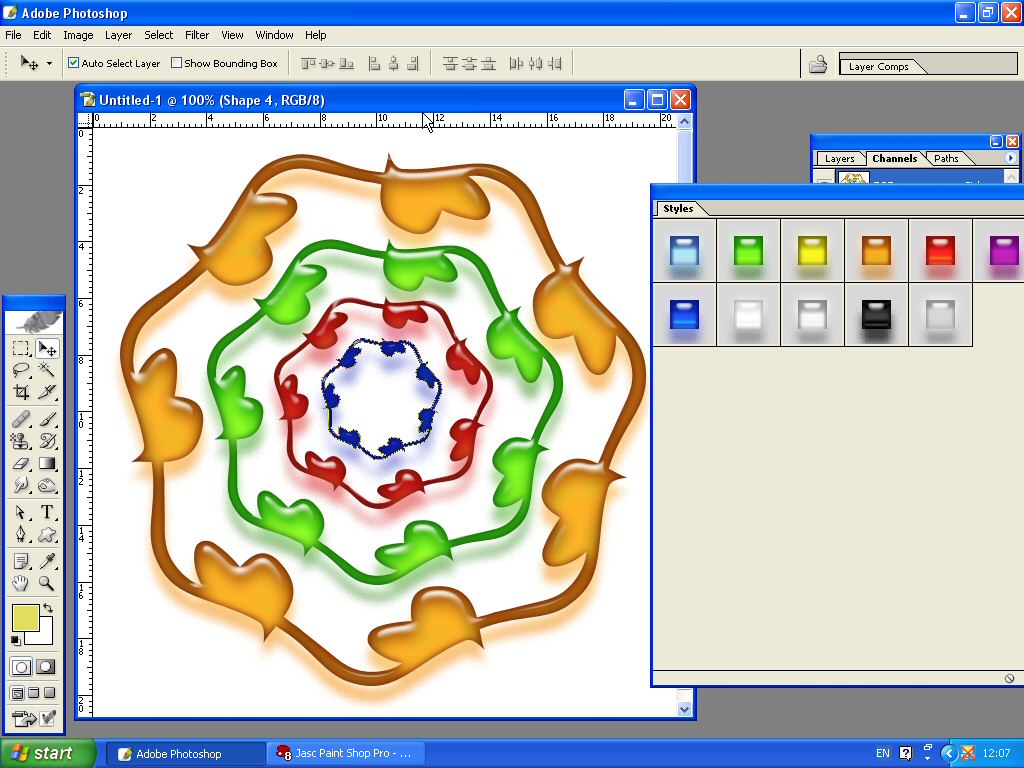 Adobe Photoshop
File Edit Image Layer Select Filter View Window Help
Auto Select Layer Show Bounding Box Layer Comps
Untitled-1 @ 100% (Shape 4, RGB/8)
0 2 4 6 8 10 12 14 16 18 20
0
2
4
6
8
10
12
14
16
18
20
Layers Channels Paths
Styles
T
start Adobe Photoshop Jasc Paint Shop Pro - ... EN 12:07